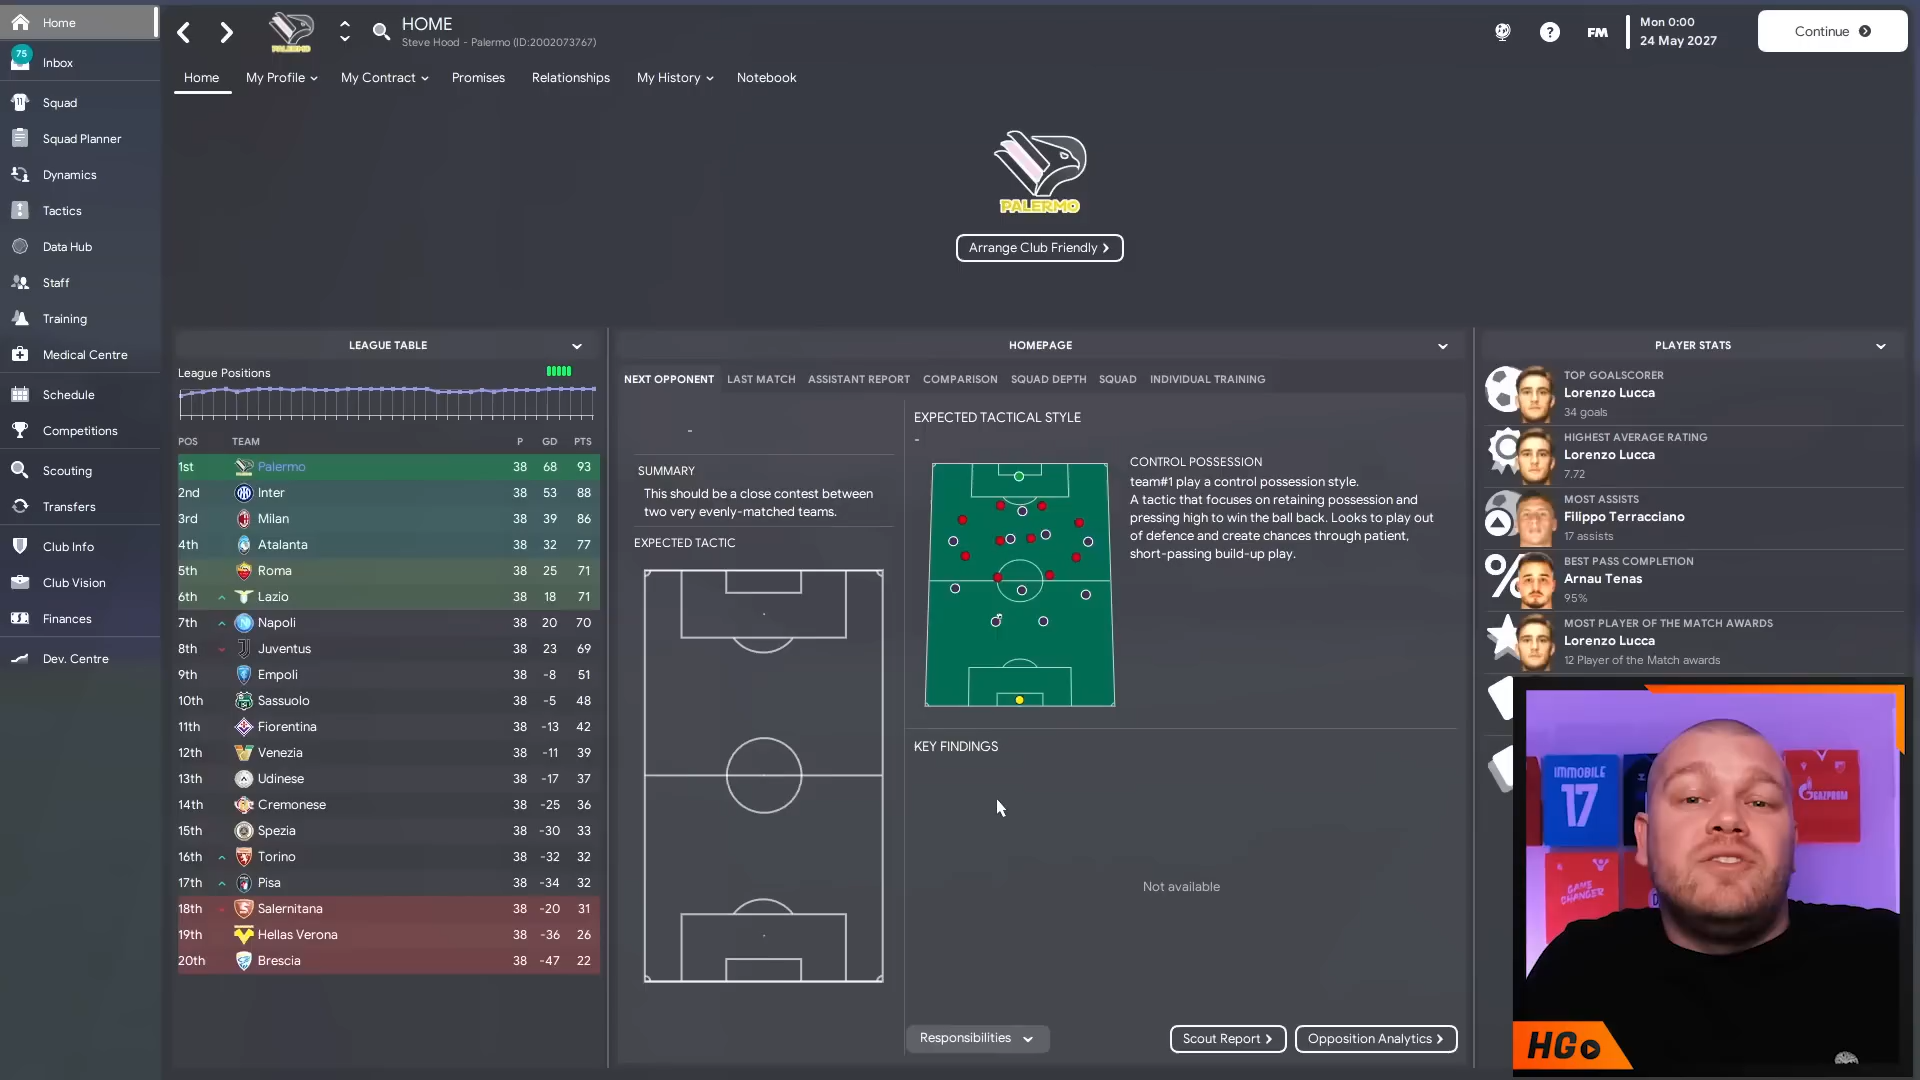 Home
75
Inbox
Squad
Squad Planner
Dynamics
Tactics
Data Hub
Staff
Training
Medical Centre
Schedule
Competitions
Scouting
Transfers
Club Info
Club Vision
Finances
Dev. Centre
PALERMO
HOME
Steve Hood - Palermo (ID:2002073767)
?
FM
Mon 0:00
24 May 2027
Continue
Home
My Profile
My Contract
Promises
Relationships
My History
Notebook
PALERMO
Arrange Club Friendly
LEAGUE TABLE
League Positions
POS TEAM P GD PTS
1st Palermo 38 68 93
2nd Inter 38 53 88
3rd Milan 38 39 86
4th Atalanta 38 32 77
5th Roma 38 25 71
6th Lazio 38 18 71
7th Napoli 38 20 70
8th Juventus 38 23 69
9th Empoli 38 -8 51
10th Sassuolo 38 -5 48
11th Fiorentina 38 -13 42
12th Venezia 38 -11 39
13th Udinese 38 -17 37
14th Cremonese 38 -25 36
15th Spezia 38 -30 33
16th Torino 38 -32 32
17th Pisa 38 -34 32
18th Salernitana 38 -20 31
19th Hellas Verona 38 -36 26
20th Brescia 38 -47 22
HOMEPAGE
NEXT OPPONENT
LAST MATCH
ASSISTANT REPORT
COMPARISON
SQUAD DEPTH
SQUAD
INDIVIDUAL TRAINING
-
SUMMARY
This should be a close contest between
two very evenly-matched teams.
EXPECTED TACTIC
EXPECTED TACTICAL STYLE
-
CONTROL POSSESSION
team#1 play a control possession style.
A tactic that focuses on retaining possession and
pressing high to win the ball back. Looks to play out
of defence and create chances through patient,
short-passing build-up play.
KEY FINDINGS
Not available
Responsibilities
Scout Report
Opposition Analytics
PLAYER STATS
TOP GOALSCORER
Lorenzo Lucca
34 goals
HIGHEST AVERAGE RATING
Lorenzo Lucca
7.72
MOST ASSISTS
Filippo Terracciano
17 assists
BEST PASS COMPLETION
Arnau Tenas
95%
MOST PLAYER OF THE MATCH AWARDS
Lorenzo Lucca
12 Player of the Match awards
IMMOBILE
17
GAZPROM
GAME
CHANGER
HG